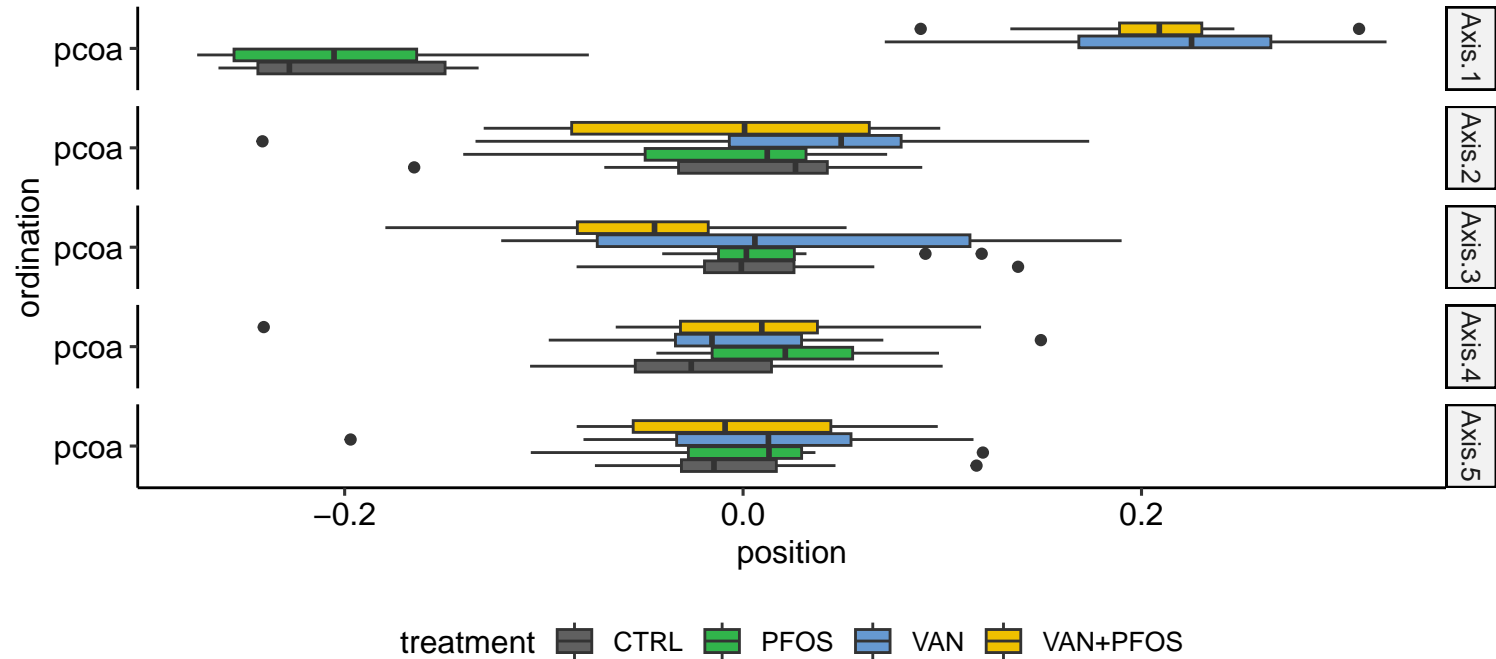 pcoa
Axis.1
pcoa
Axis.2
pcoa
Axis.3
pcoa
Axis.4
pcoa
Axis.5
ordination
−0.2 0.0 0.2
position
treatment CTRL PFOS VAN VAN+PFOS